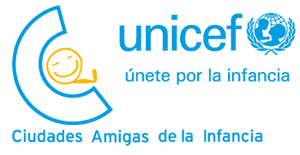 unicef
únete por la infancia
Ciudades Amigas de la Infancia